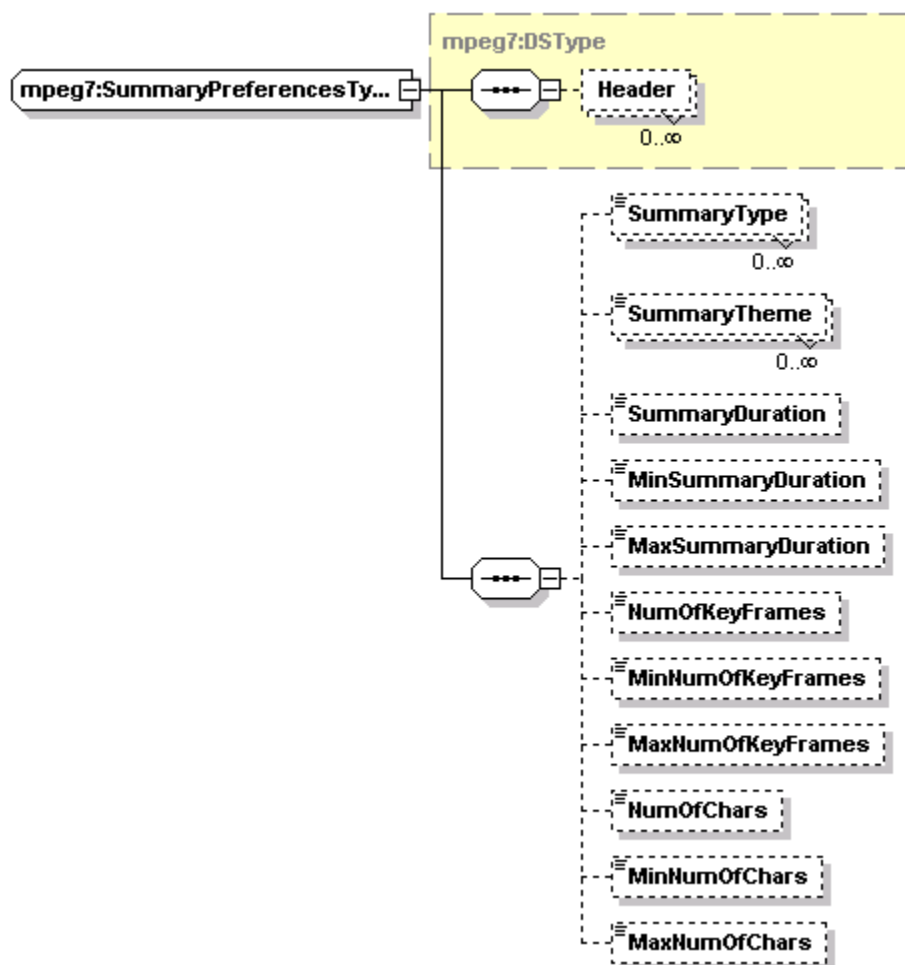 mpeg7:DSType
mpeg7:SummaryPreferencesTy...
Header
0..∞
SummaryType
0..∞
SummaryTheme
0..∞
SummaryDuration
MinSummaryDuration
MaxSummaryDuration
NumOfKeyFrames
MinNumOfKeyFrames
MaxNumOfKeyFrames
NumOfChars
MinNumOfChars
MaxNumOfChars